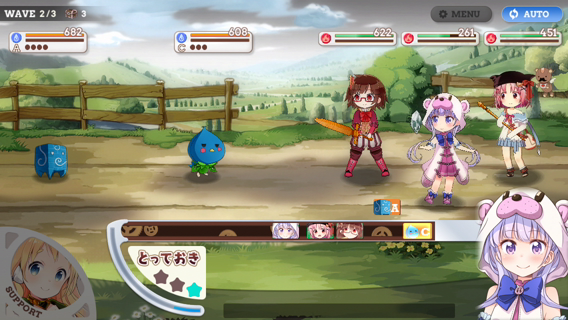 WAVE 2/3 3
MENU
AUTO
682
A
608
C
622
261
451
A
C
とっておき
SUPPORT